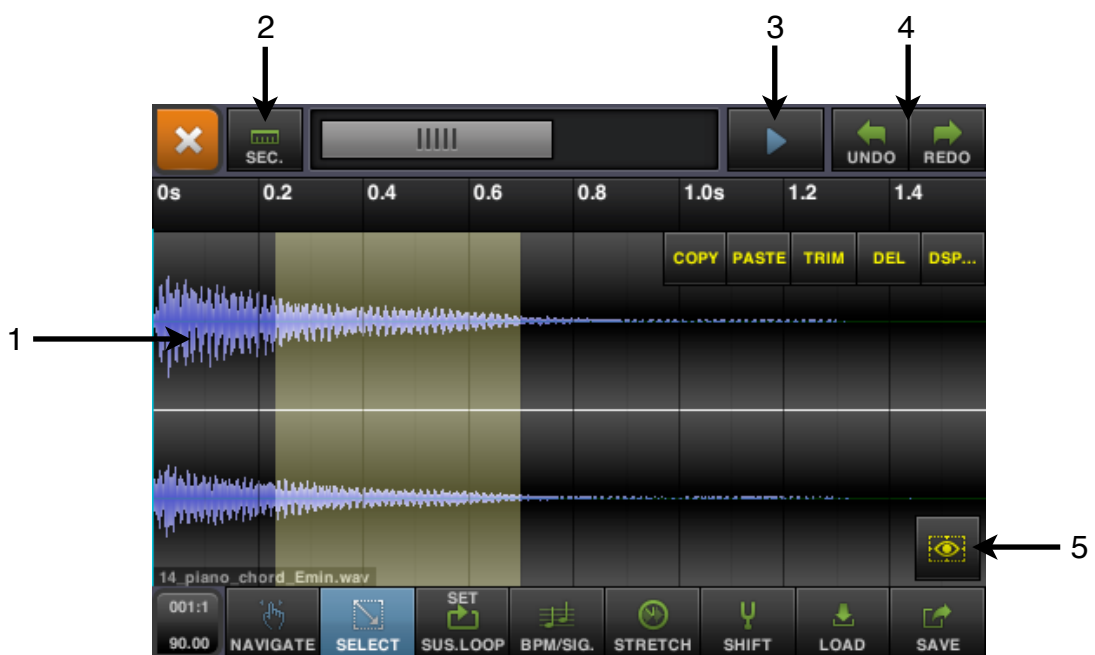 2 3 4
SEC. UNDO REDO
0s 0.2 0.4 0.6 0.8 1.0s 1.2 1.4
COPY PASTE TRIM DEL DSP...
1
5
14_piano_chord_Emin.wav
001:1 SET
90.00 NAVIGATE SELECT SUS.LOOP BPM/SIG. STRETCH SHIFT LOAD SAVE